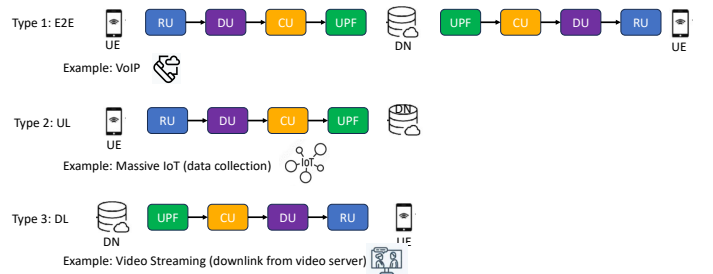 Type 1: E2E RU DU CU UPF UPF CU DU RU
UE DN UE
Example: VoIP
Type 2: UL RU DU CU UPF DN
UE
Example: Massive IoT (data collection) IoT
Type 3: DL UPF CU DU RU
DN UE
Example: Video Streaming (downlink from video server)